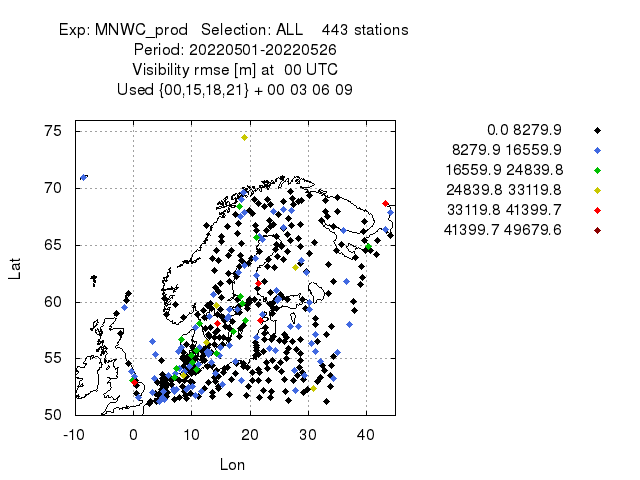 Exp: MNWC_prod   Selection: ALL    443 stations
Period: 20220501-20220526
Visibility rmse [m] at  00 UTC
Used {00,15,18,21} + 00 03 06 09
0.0 8279.9
8279.9 16559.9
16559.9 24839.8
24839.8 33119.8
33119.8 41399.7
41399.7 49679.6
75
70
65
60
55
50
Lat
-10 0 10 20 30 40
Lon